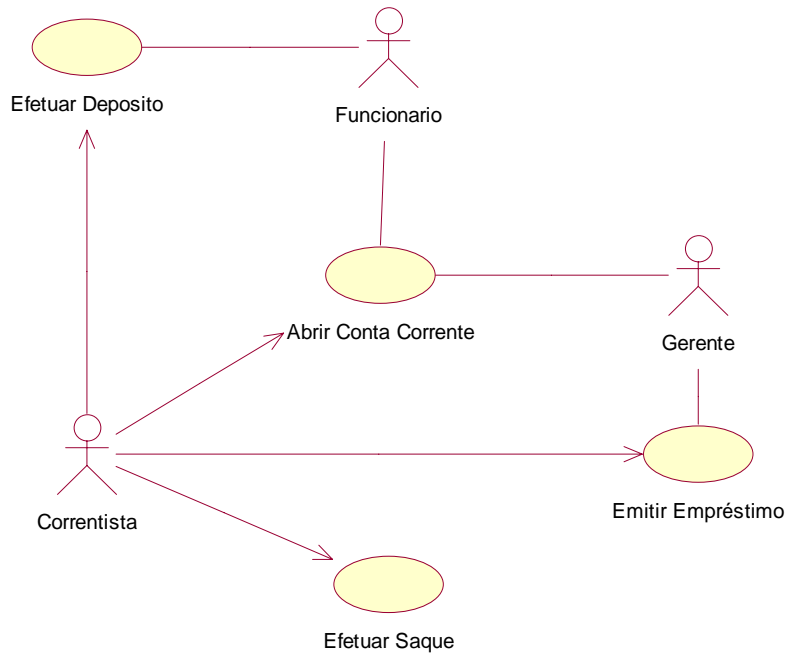 Efetuar Deposito
Funcionario
Abrir Conta Corrente
Gerente
Correntista
Emitir Empréstimo
Efetuar Saque